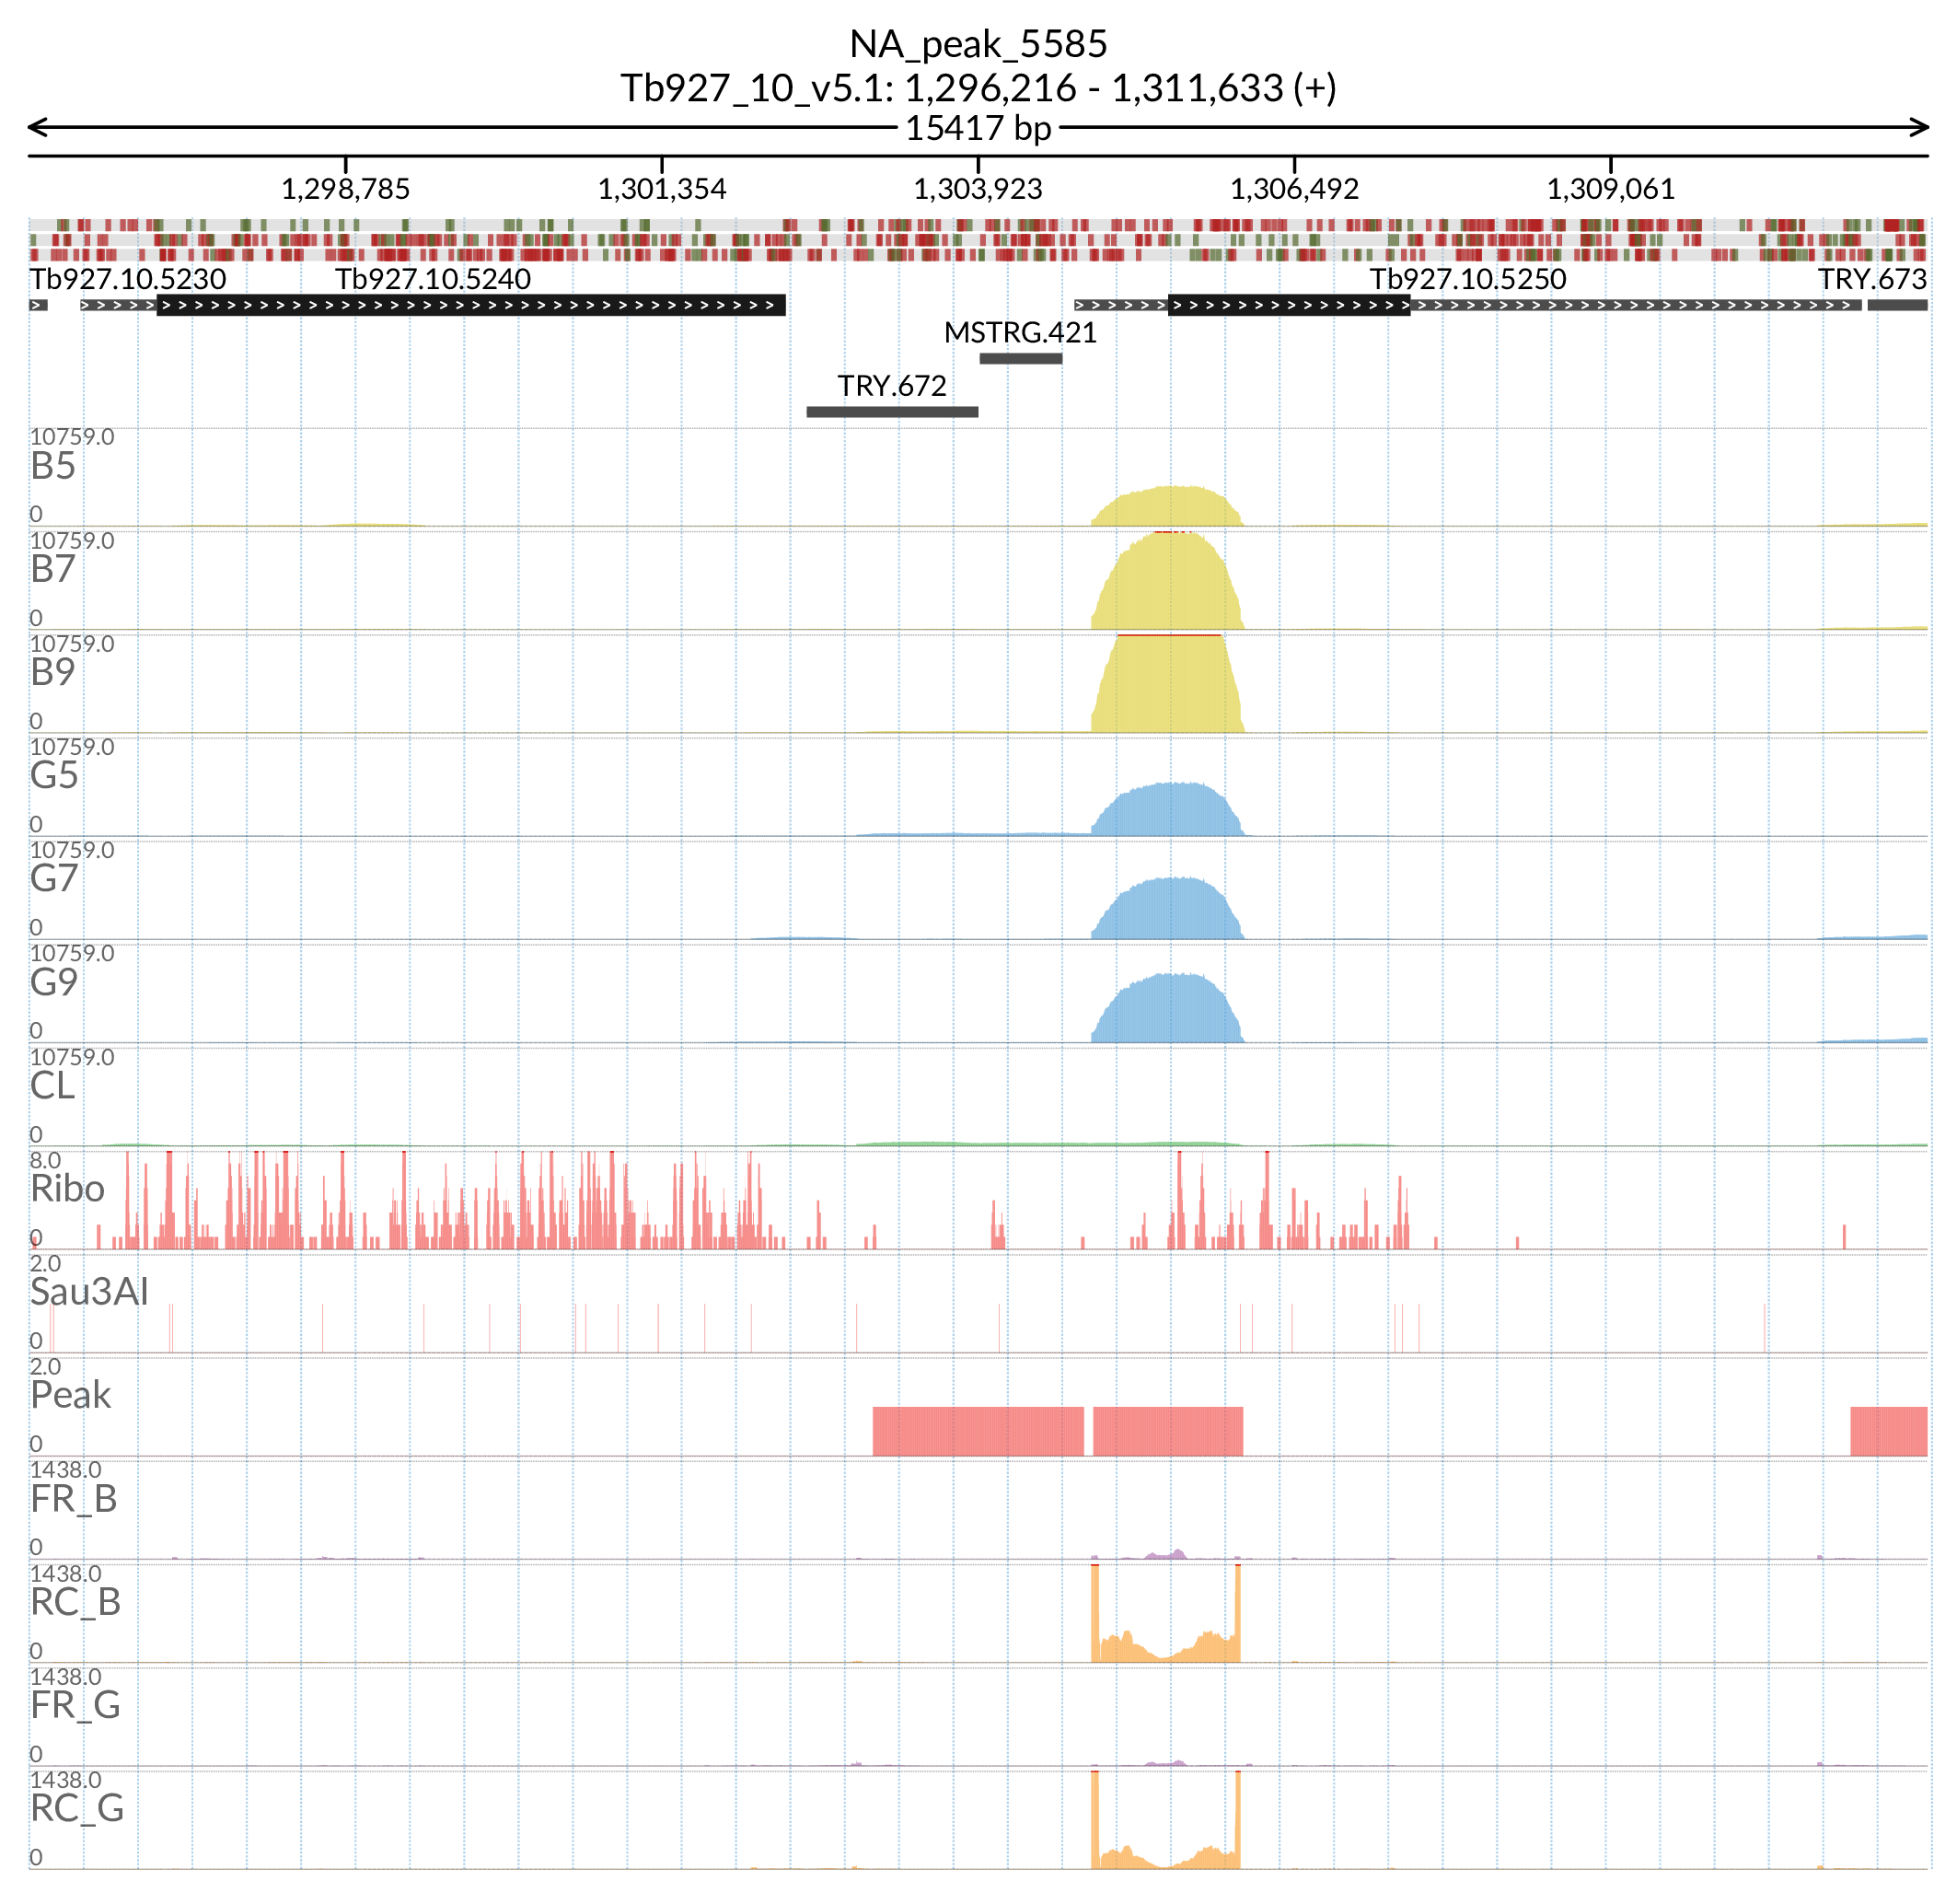 NA_peak_5585
Tb927_10_v5.1: 1,296,216 - 1,311,633 (+)
15417 bp
1,298,785 1,301,354 1,303,923 1,306,492 1,309,061
Tb927.10.5230 Tb927.10.5240 Tb927.10.5250 TRY.673
MSTRG.421
TRY.672
10759.0
B5
0
10759.0
B7
0
10759.0
B9
0
10759.0
G5
0
10759.0
G7
0
10759.0
G9
0
10759.0
CL
0
8.0
Ribo
0
2.0
Sau3AI
0
2.0
Peak
0
1438.0
FR_B
0
1438.0
RC_B
0
1438.0
FR_G
0
1438.0
RC_G
0